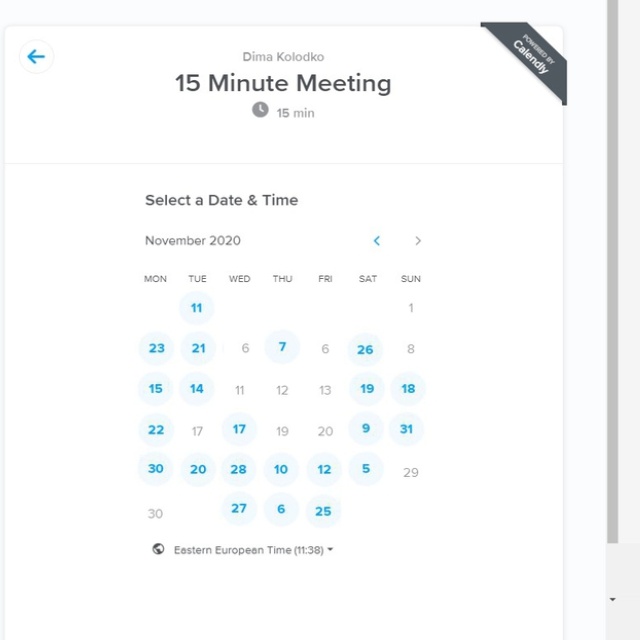 POWERED BY
Calendly
Dima Kolodko
15 Minute Meeting
15 min
Select a Date & Time
November 2020
MON TUE WED THU FRI SAT SUN
11 1
23 21 6 7 6 26 8
15 14 11 12 13 19 18
22 17 17 19 20 9 31
30 20 28 10 12 5 29
30 27 6 25
Eastern European Time (11:38)